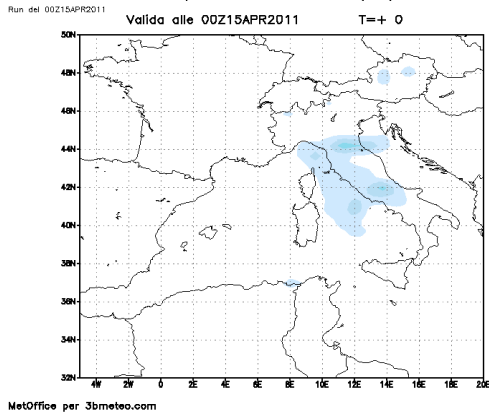 Run del 00Z15APR2011
Valida alle 00Z15APR2011 T=+ 0
50N
48N
46N
44N
42N
40N
38N
36N
34N
32N
4W 2W 0 2E 4E 6E 8E 10E 12E 14E 16E 18E 20E
MetOffice per 3bmeteo.com